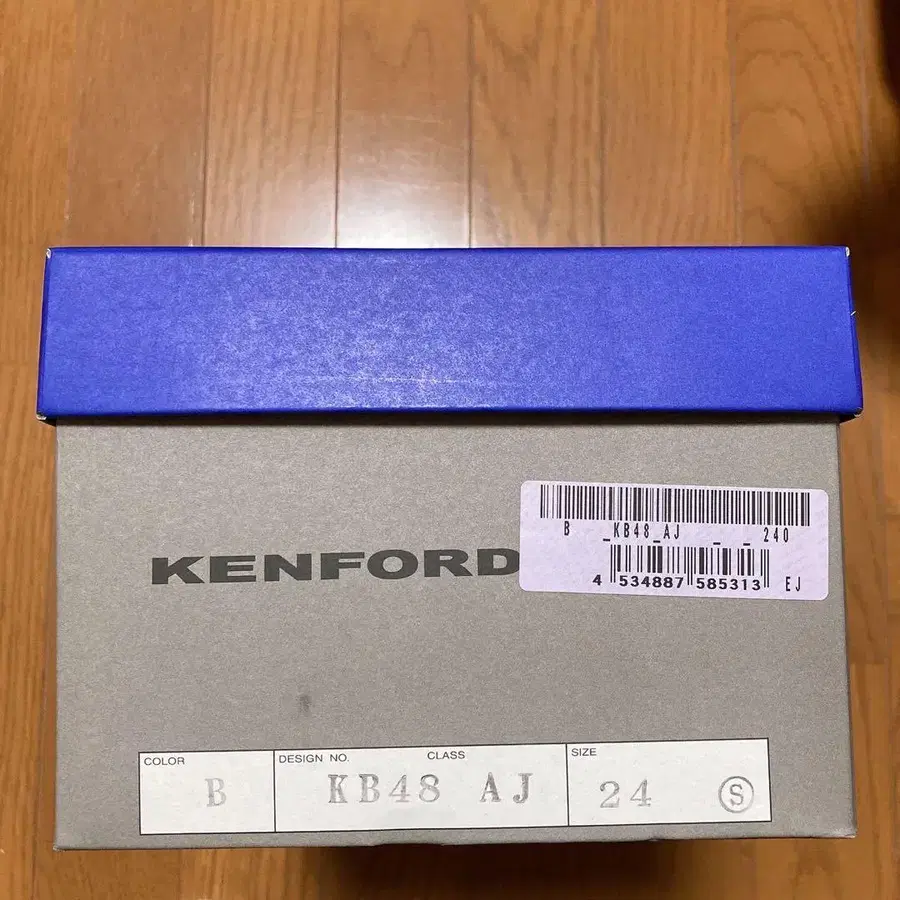 B _KB48_AJ _ _ 240
KENFORD
4 534887 585313 EJ
COLOR DESIGN NO. CLASS SIZE
B KB48 AJ 24 S